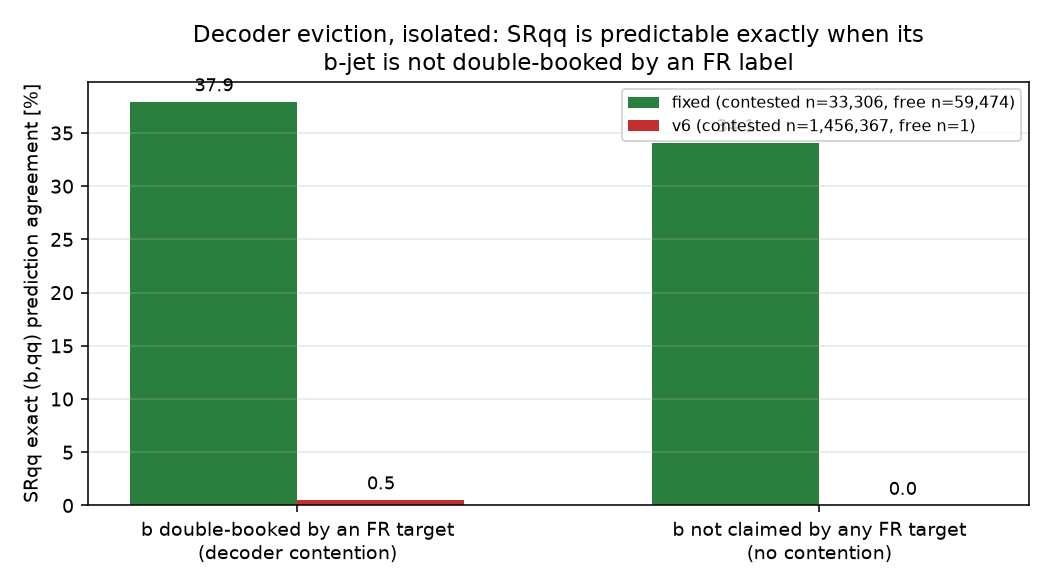 Decoder eviction, isolated: SRqq is predictable exactly when its
b-jet is not double-booked by an FR label
SRqq exact (b,qq) prediction agreement [%]
35
30
25
20
15
10
5
0
37.9
0.5
0.0
fixed (contested n=33,306, free n=59,474)
v6 (contested n=1,456,367, free n=1)
b double-booked by an FR target
(decoder contention)
b not claimed by any FR target
(no contention)